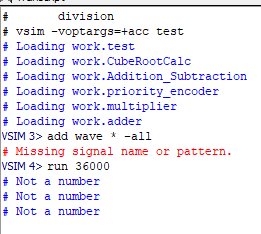 #       division
# vsim -voptargs=+acc test
# Loading work.test
# Loading work.CubeRootCalc
# Loading work.Addition_Subtraction
# Loading work.priority_encoder
# Loading work.multiplier
# Loading work.adder
VSIM 3> add wave * -all
# Missing signal name or pattern.
VSIM 4> run 36000
# Not a number
# Not a number
# Not a number